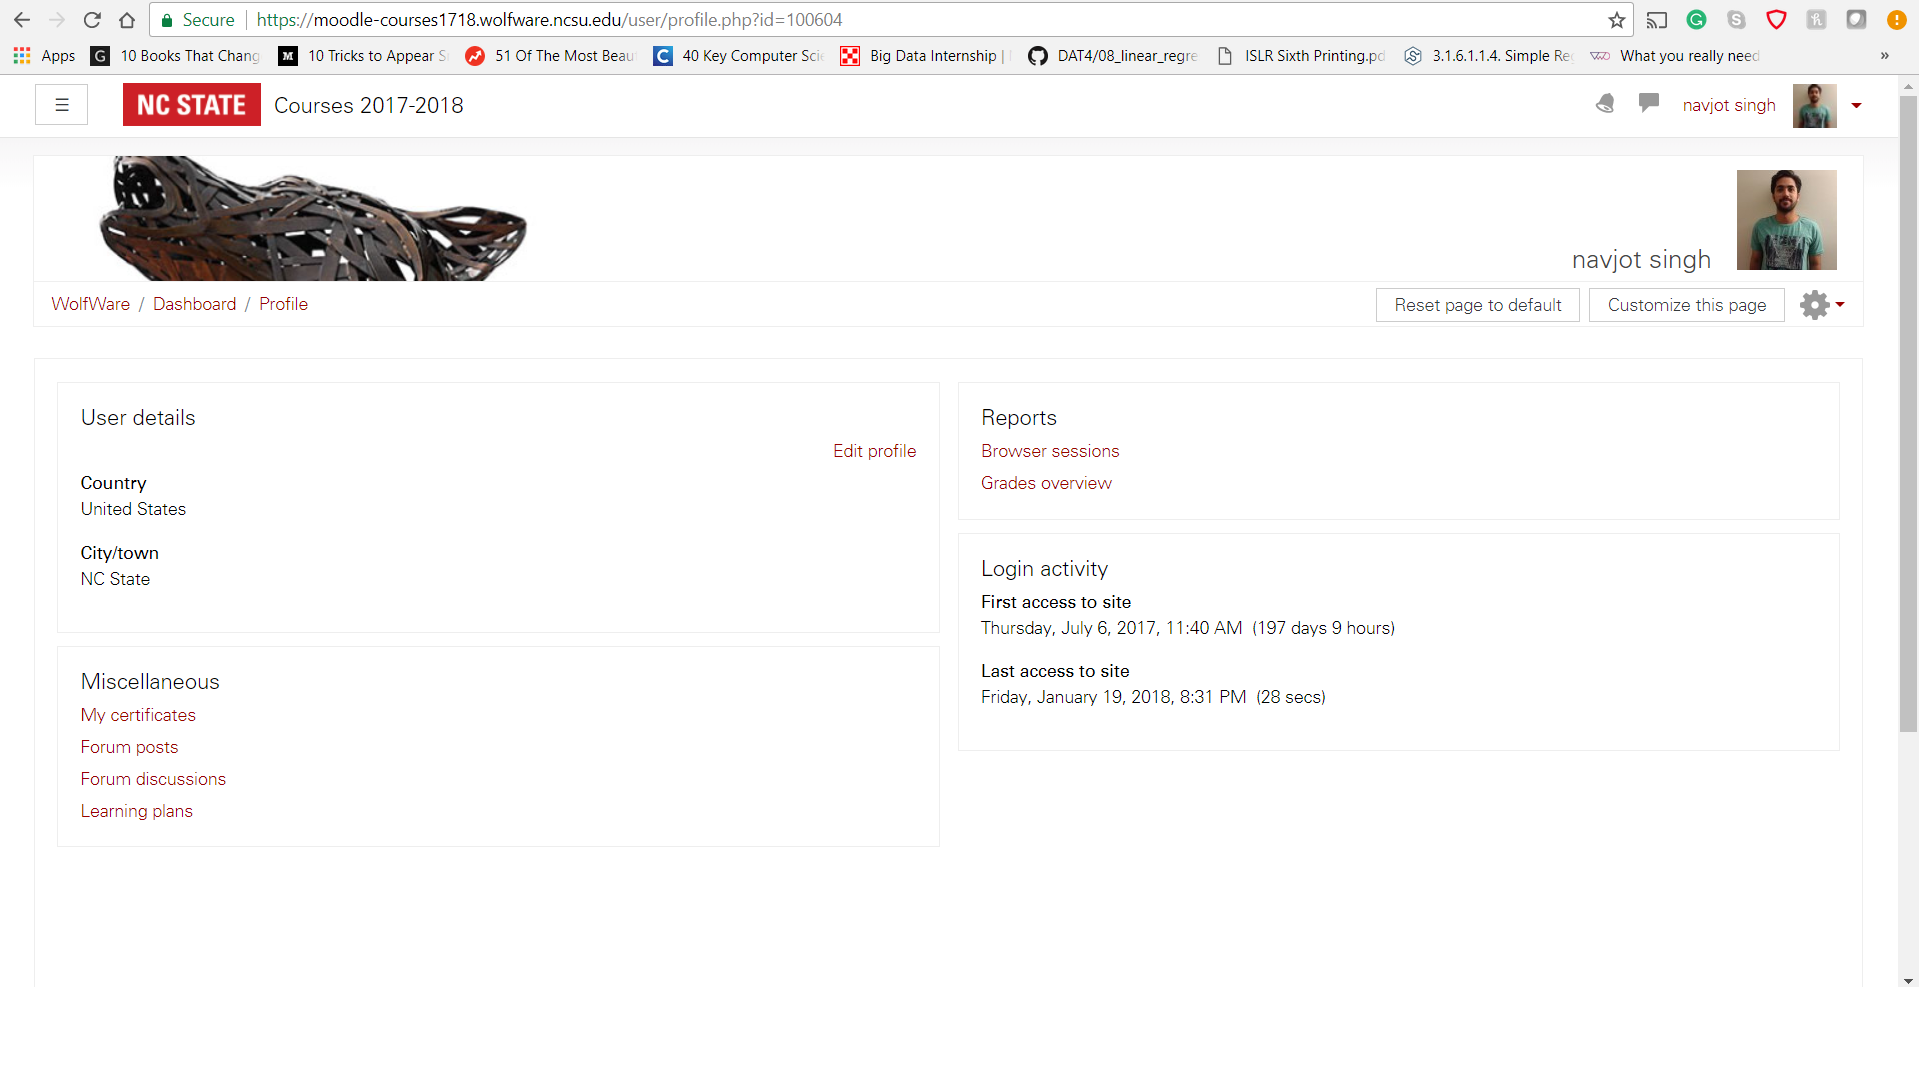 Secure https://moodle-courses1718.wolfware.ncsu.edu/user/profile.php?id=100604
Apps G 10 Books That Chang M 10 Tricks to Appear S 51 Of The Most Beau C 40 Key Computer Scie Big Data Internship | DAT4/08_linear_regre ISLR Sixth Printing.pd 3.1.6.1.1.4. Simple Re What you really need »
NC STATE Courses 2017-2018 navjot singh
navjot singh
WolfWare / Dashboard / Profile Reset page to default Customize this page
User details
Edit profile
Country
United States
City/town
NC State
Miscellaneous
My certificates
Forum posts
Forum discussions
Learning plans
Reports
Browser sessions
Grades overview
Login activity
First access to site
Thursday, July 6, 2017, 11:40 AM (197 days 9 hours)
Last access to site
Friday, January 19, 2018, 8:31 PM (28 secs)